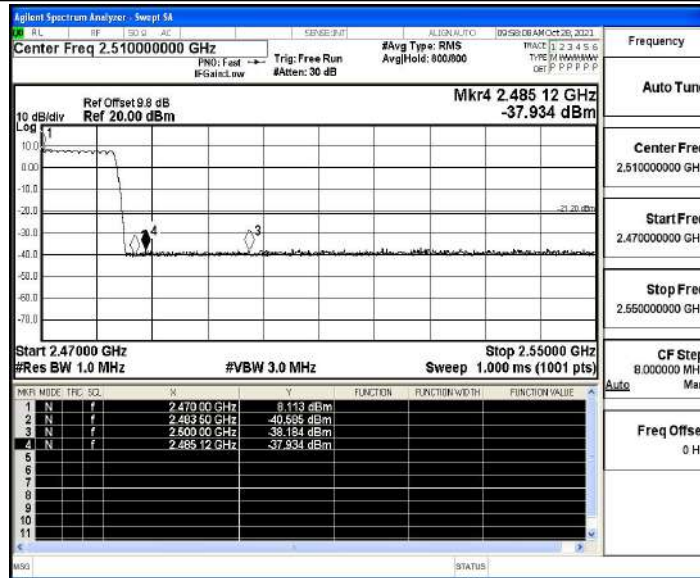 Agilent Spectrum Analyzer - Swept SA
RL RF 50 Ω AC SENSE:INT ALIGN AUTO 09:58:08 AM Oct 28, 2021
Center Freq 2.510000000 GHz
PNO: Fast
IFGain:Low
Trig: Free Run
#Atten: 30 dB
#Avg Type: RMS
Avg|Hold: 800/800
TRACE 1 2 3 4 5 6
TYPE M WWWWW
DET P P P P P P
Frequency
Auto Tune
Ref Offset 9.8 dB
10 dB/div Ref 20.00 dBm
Log
Mkr4 2.485 12 GHz
-37.934 dBm
10.0
0.00
-10.0
-20.0
-30.0
-40.0
-50.0
-60.0
-70.0
1
4
3
-21.20 dBm
Center Fre
2.510000000 GH
Start Fre
2.470000000 GH
Stop Fre
2.550000000 GH
CF Step
8.000000 MH
Auto Ma
Freq Offse
0 H
Start 2.47000 GHz Stop 2.55000 GHz
#Res BW 1.0 MHz #VBW 3.0 MHz Sweep 1.000 ms (1001 pts)
MKR MODE TRC SCL X Y FUNCTION FUNCTION WIDTH FUNCTION VALUE
1 N f 2.470 00 GHz 8.113 dBm
2 N f 2.483 50 GHz -40.585 dBm
3 N f 2.500 00 GHz -38.184 dBm
4 N f 2.485 12 GHz -37.934 dBm
5
6
7
8
9
10
11
MSG STATUS